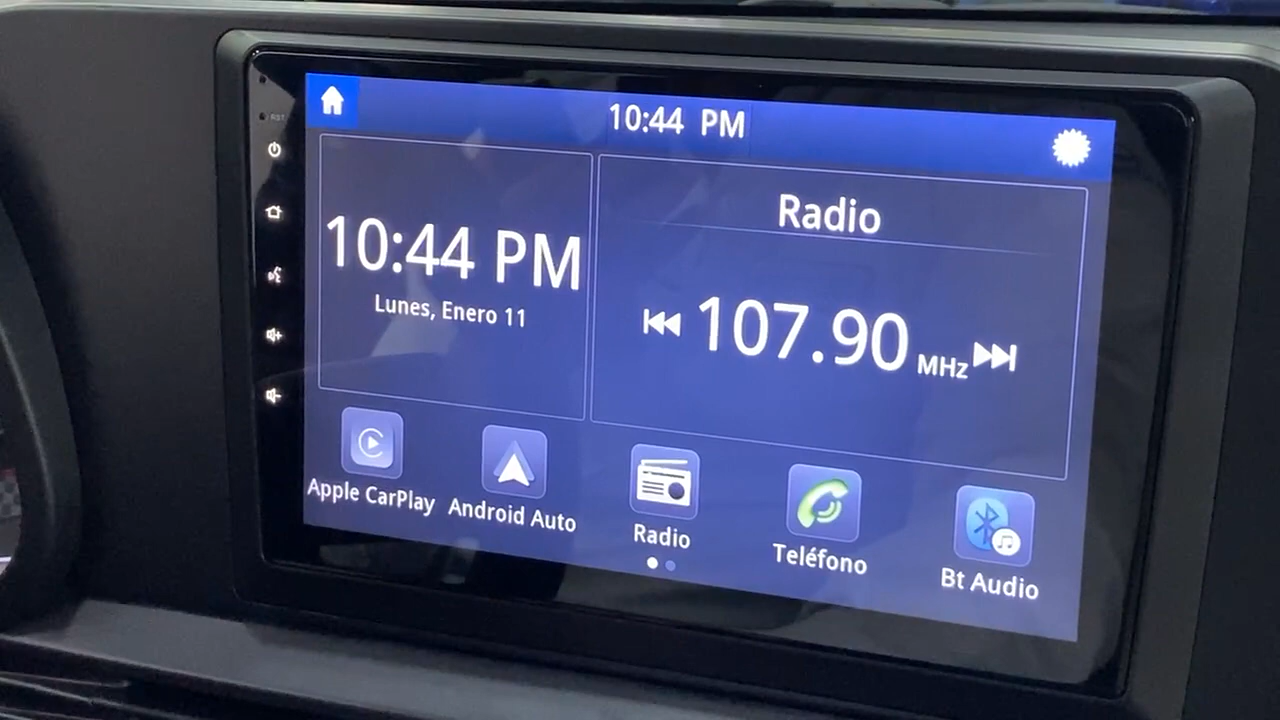 RST
10:44 PM
10:44 PM
Lunes, Enero 11
Radio
107.90 MHz
Apple CarPlay
Android Auto
Radio
Teléfono
Bt Audio